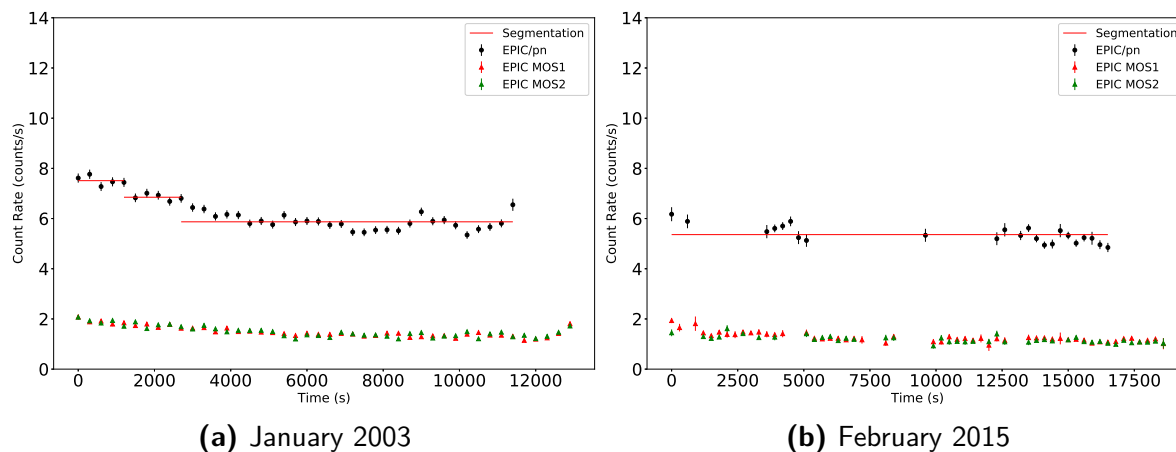 14
12
10
8
6
4
2
0
Count Rate (counts/s)
Segmentation
EPIC/pn
EPIC MOS1
EPIC MOS2
0 2000 4000 6000 8000 10000 12000
Time (s)
(a) January 2003
14
12
10
8
6
4
2
0
Count Rate (counts/s)
Segmentation
EPIC/pn
EPIC MOS1
EPIC MOS2
0 2500 5000 7500 10000 12500 15000 17500
Time (s)
(b) February 2015